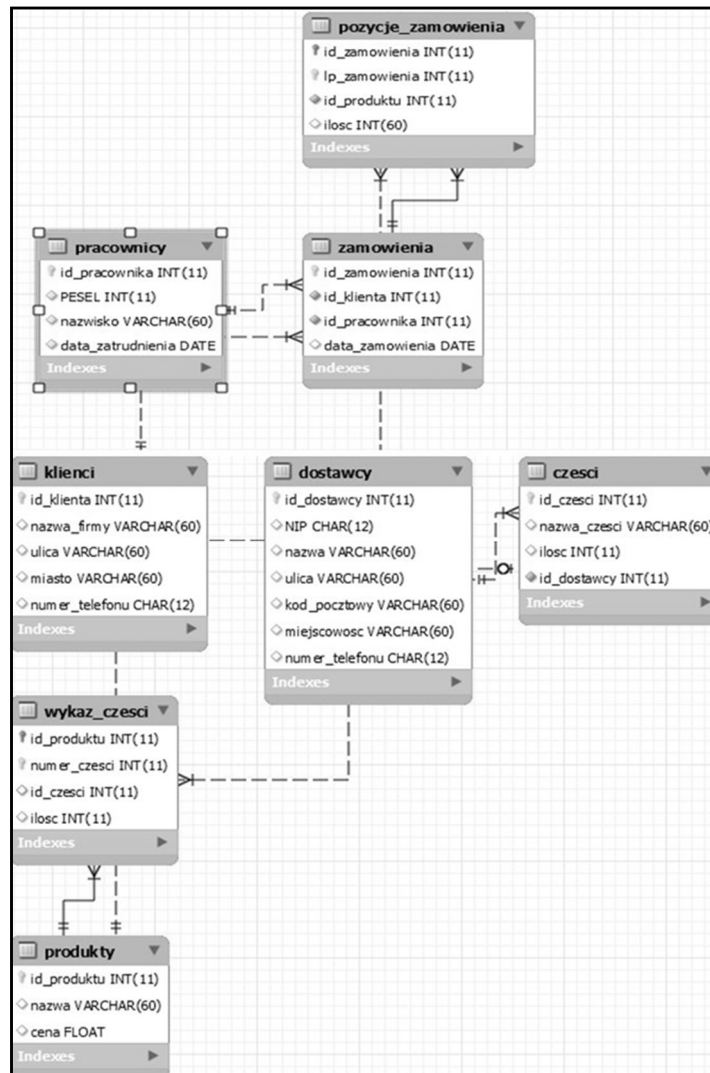 pozycje_zamowienia
id_zamowienia INT(11)
lp_zamowienia INT(11)
id_produktu INT(11)
ilosc INT(60)
Indexes
pracownicy
id_pracownika INT(11)
PESEL INT(11)
nazwisko VARCHAR(60)
data_zatrudnienia DATE
Indexes
zamowienia
id_zamowienia INT(11)
id_klienta INT(11)
id_pracownika INT(11)
data_zamowienia DATE
Indexes
klienci
id_klienta INT(11)
nazwa_firmy VARCHAR(60)
ulica VARCHAR(60)
miasto VARCHAR(60)
numer_telefonu CHAR(12)
Indexes
dostawcy
id_dostawcy INT(11)
NIP CHAR(12)
nazwa VARCHAR(60)
ulica VARCHAR(60)
kod_pocztowy VARCHAR(60)
miejscowosc VARCHAR(60)
numer_telefonu CHAR(12)
Indexes
czesci
id_czesci INT(11)
nazwa_czesci VARCHAR(60)
ilosc INT(11)
id_dostawcy INT(11)
Indexes
wykaz_czesci
id_produktu INT(11)
numer_czesci INT(11)
id_czesci INT(11)
ilosc INT(11)
Indexes
produkty
id_produktu INT(11)
nazwa VARCHAR(60)
cena FLOAT
Indexes